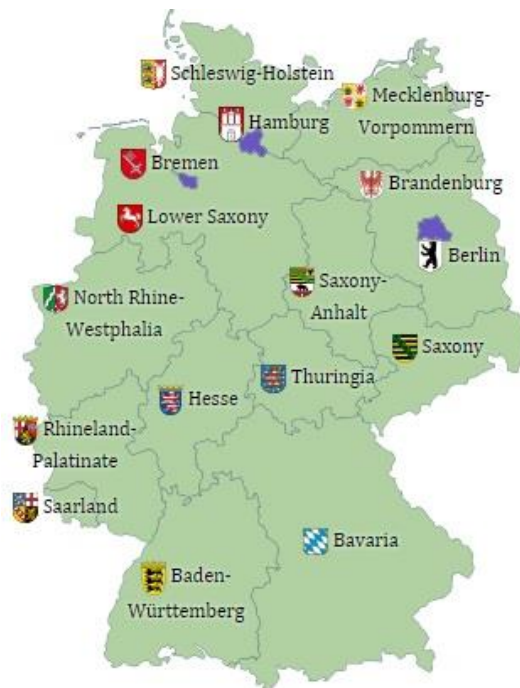 Schleswig-Holstein
Mecklenburg-
Vorpommern
Hamburg
Bremen
Brandenburg
Lower Saxony
Berlin
Saxony-
Anhalt
North Rhine-
Westphalia
Saxony
Thuringia
Hesse
Rhineland-
Palatinate
Saarland
Bavaria
Baden-
Württemberg